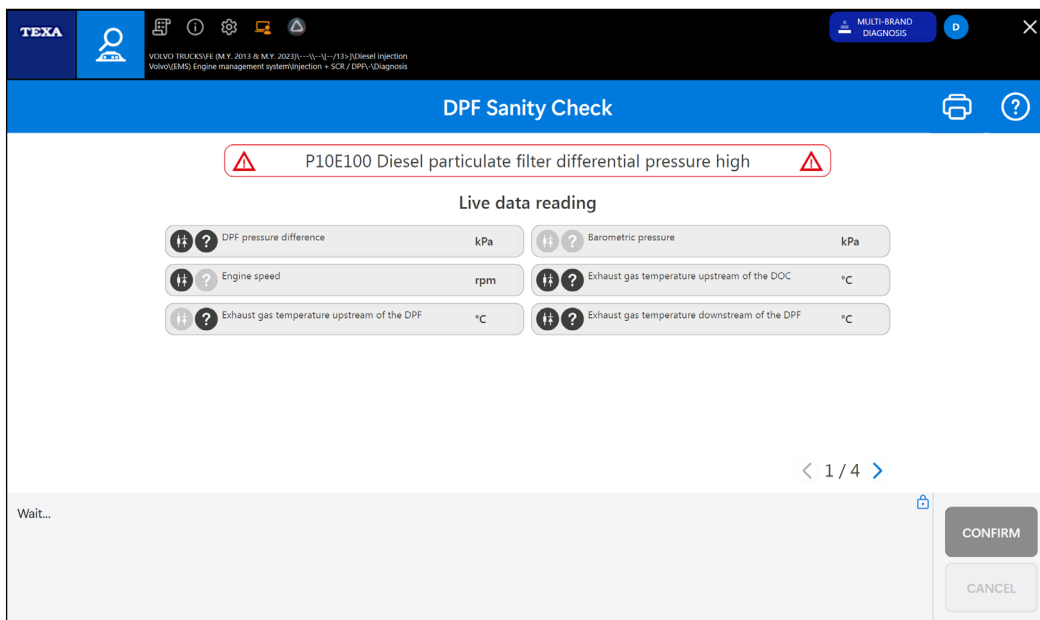 TEXA
MULTI-BRAND
DIAGNOSIS
D
VOLVO TRUCKS\FE (M.Y. 2013 & M.Y. 2023)\---\\--\[--/13>]\Diesel injection
Volvo\(EMS) Engine management system\Injection + SCR / DPF\-\Diagnosis
DPF Sanity Check
P10E100 Diesel particulate filter differential pressure high
Live data reading
DPF pressure difference kPa
Barometric pressure kPa
Engine speed rpm
Exhaust gas temperature upstream of the DOC °C
Exhaust gas temperature upstream of the DPF °C
Exhaust gas temperature downstream of the DPF °C
1 / 4
Wait...
CONFIRM
CANCEL